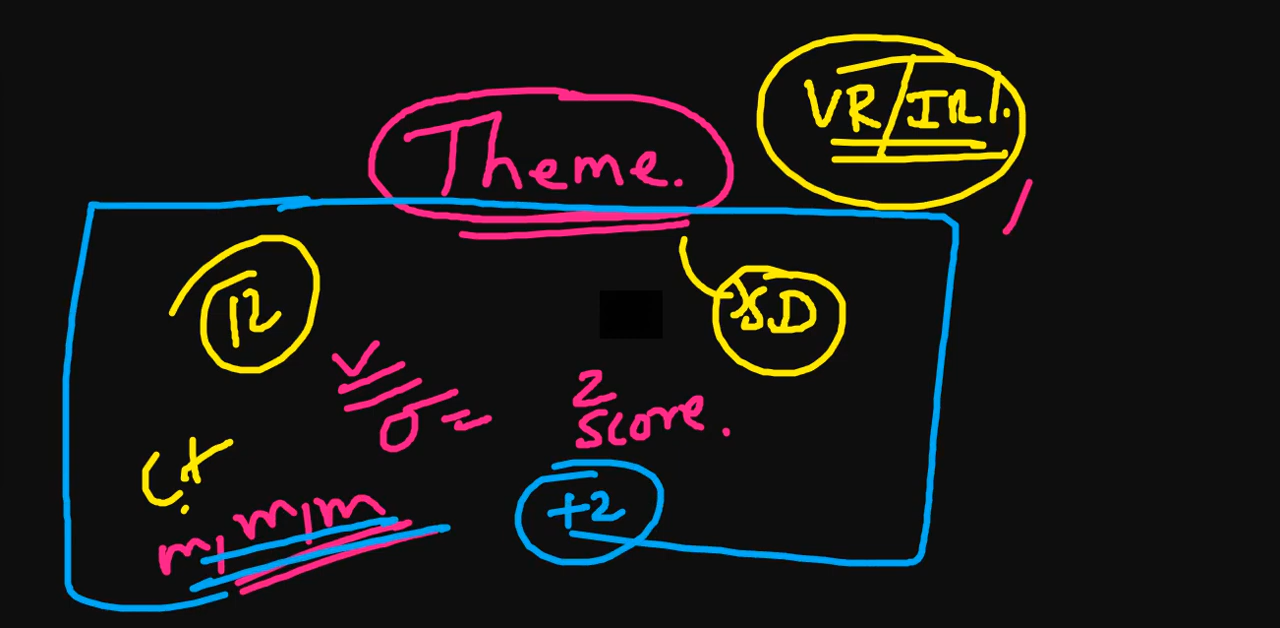 VR/IRL.
Theme.
12
SD
V//σ=
Z
Score.
C.t
+2
m, m, m